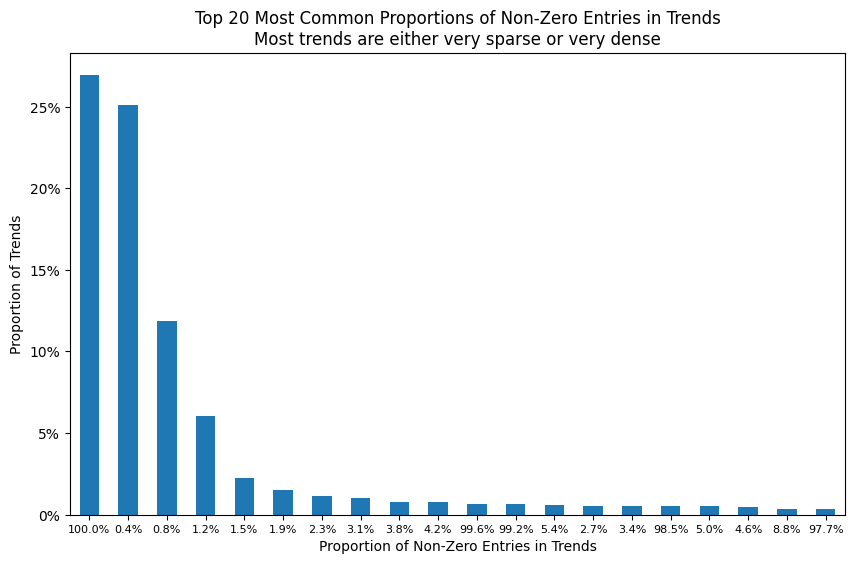 Top 20 Most Common Proportions of Non-Zero Entries in Trends
Most trends are either very sparse or very dense
25%
20%
15%
10%
5%
0%
Proportion of Trends
100.0% 0.4% 0.8% 1.2% 1.5% 1.9% 2.3% 3.1% 3.8% 4.2% 99.6% 99.2% 5.4% 2.7% 3.4% 98.5% 5.0% 4.6% 8.8% 97.7%
Proportion of Non-Zero Entries in Trends